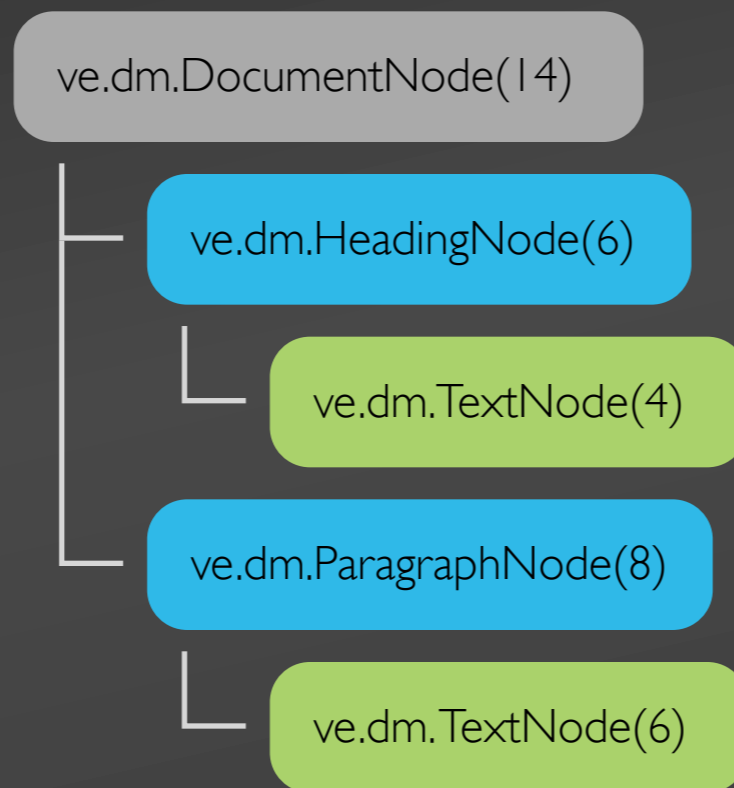 ve.dm.DocumentNode(14)
ve.dm.HeadingNode(6)
ve.dm.TextNode(4)
ve.dm.ParagraphNode(8)
ve.dm.TextNode(6)